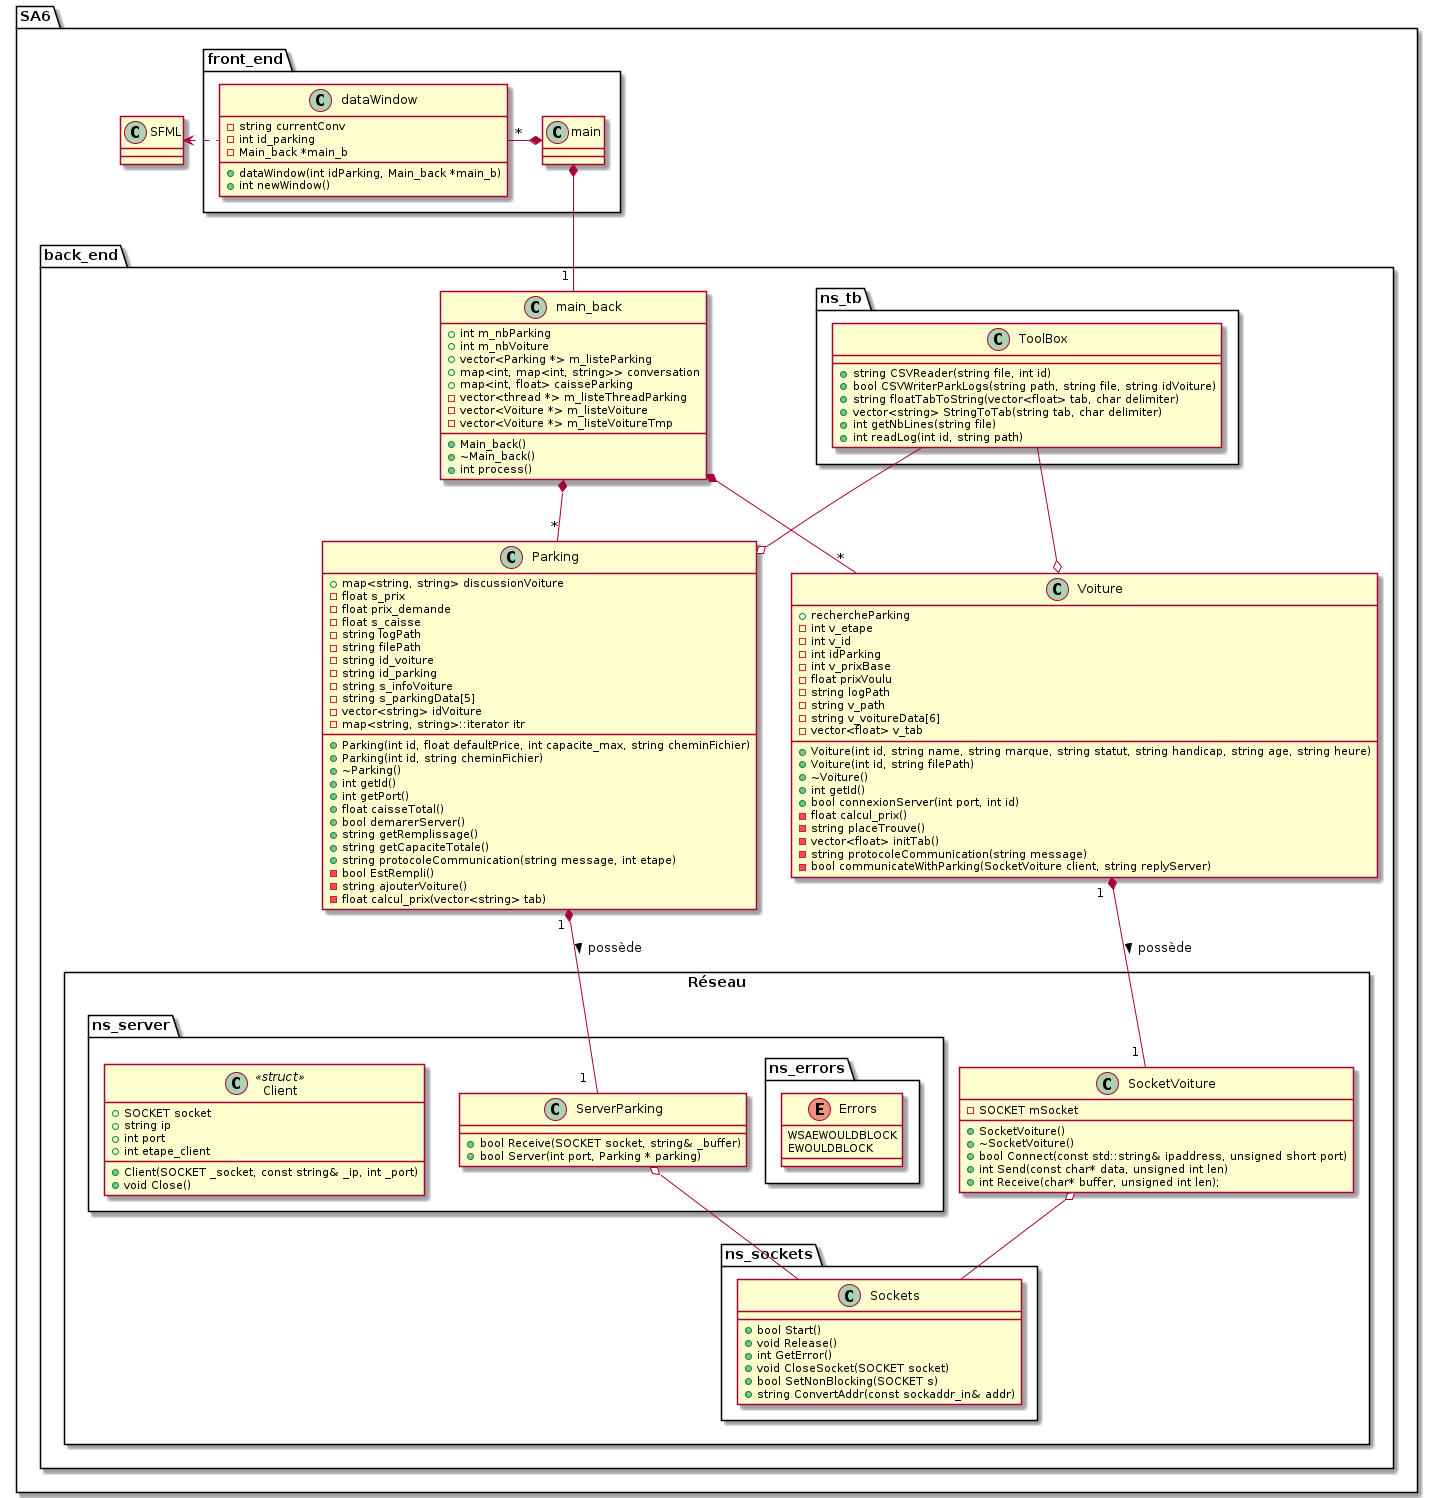 SA6
front_end
C dataWindow
string currentConv
int id_parking
Main_back *main_b
dataWindow(int idParking, Main_back *main_b)
int newWindow()
C SFML
*
C main
back_end
1
C main_back
int m_nbParking
int m_nbVoiture
vector<Parking *> m_listeParking
map<int, map<int, string>> conversation
map<int, float> caisseParking
vector<thread *> m_listeThreadParking
vector<Voiture *> m_listeVoiture
vector<Voiture *> m_listeVoitureTmp
Main_back()
~Main_back()
int process()
ns_tb
C ToolBox
string CSVReader(string file, int id)
bool CSVWriterParkLogs(string path, string file, string idVoiture)
string floatTabToString(vector<float> tab, char delimiter)
vector<string> StringToTab(string tab, char delimiter)
int getNbLines(string file)
int readLog(int id, string path)
*
*
C Parking
map<string, string> discussionVoiture
float s_prix
float prix_demande
float s_caisse
string logPath
string filePath
string id_voiture
string id_parking
string s_infoVoiture
string s_parkingData[5]
vector<string> idVoiture
map<string, string>::iterator itr
Parking(int id, float defaultPrice, int capacite_max, string cheminFichier)
Parking(int id, string cheminFichier)
~Parking()
int getId()
int getPort()
float caisseTotal()
bool demarerServer()
string getRemplissage()
string getCapaciteTotale()
string protocoleCommunication(string message, int etape)
bool EstRempli()
string ajouterVoiture()
float calcul_prix(vector<string> tab)
C Voiture
rechercheParking
int v_etape
int v_id
int idParking
int v_prixBase
float prixVoulu
string logPath
string v_path
string v_voitureData[6]
vector<float> v_tab
Voiture(int id, string name, string marque, string statut, string handicap, string age, string heure)
Voiture(int id, string filePath)
~Voiture()
int getId()
bool connexionServer(int port, int id)
float calcul_prix()
string placeTrouve()
vector<float> initTab()
string protocoleCommunication(string message)
bool communicateWithParking(SocketVoiture client, string replyServer)
1
possède
1
1
possède
1
Réseau
ns_server
C «struct»
Client
SOCKET socket
string ip
int port
int etape_client
Client(SOCKET _socket, const string& _ip, int _port)
void Close()
C ServerParking
bool Receive(SOCKET socket, string& _buffer)
bool Server(int port, Parking * parking)
ns_errors
E Errors
WSAEWOULDBLOCK
EWOULDBLOCK
C SocketVoiture
SOCKET mSocket
SocketVoiture()
~SocketVoiture()
bool Connect(const std::string& ipaddress, unsigned short port)
int Send(const char* data, unsigned int len)
int Receive(char* buffer, unsigned int len);
ns_sockets
C Sockets
bool Start()
void Release()
int GetError()
void CloseSocket(SOCKET socket)
bool SetNonBlocking(SOCKET s)
string ConvertAddr(const sockaddr_in& addr)